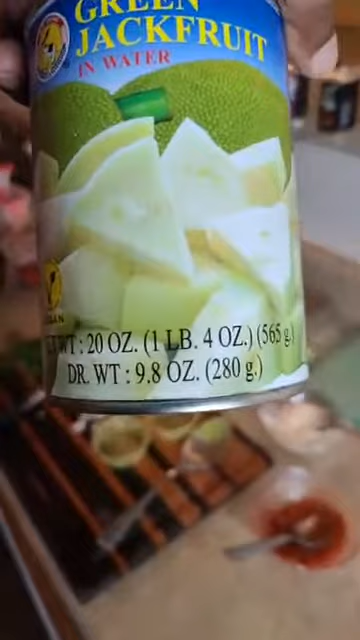 GREEN
JACKFRUIT
IN WATER
WT : 20 OZ. (1 LB. 4 OZ.) (565 g.)
DR. WT : 9.8 OZ. (280 g.)